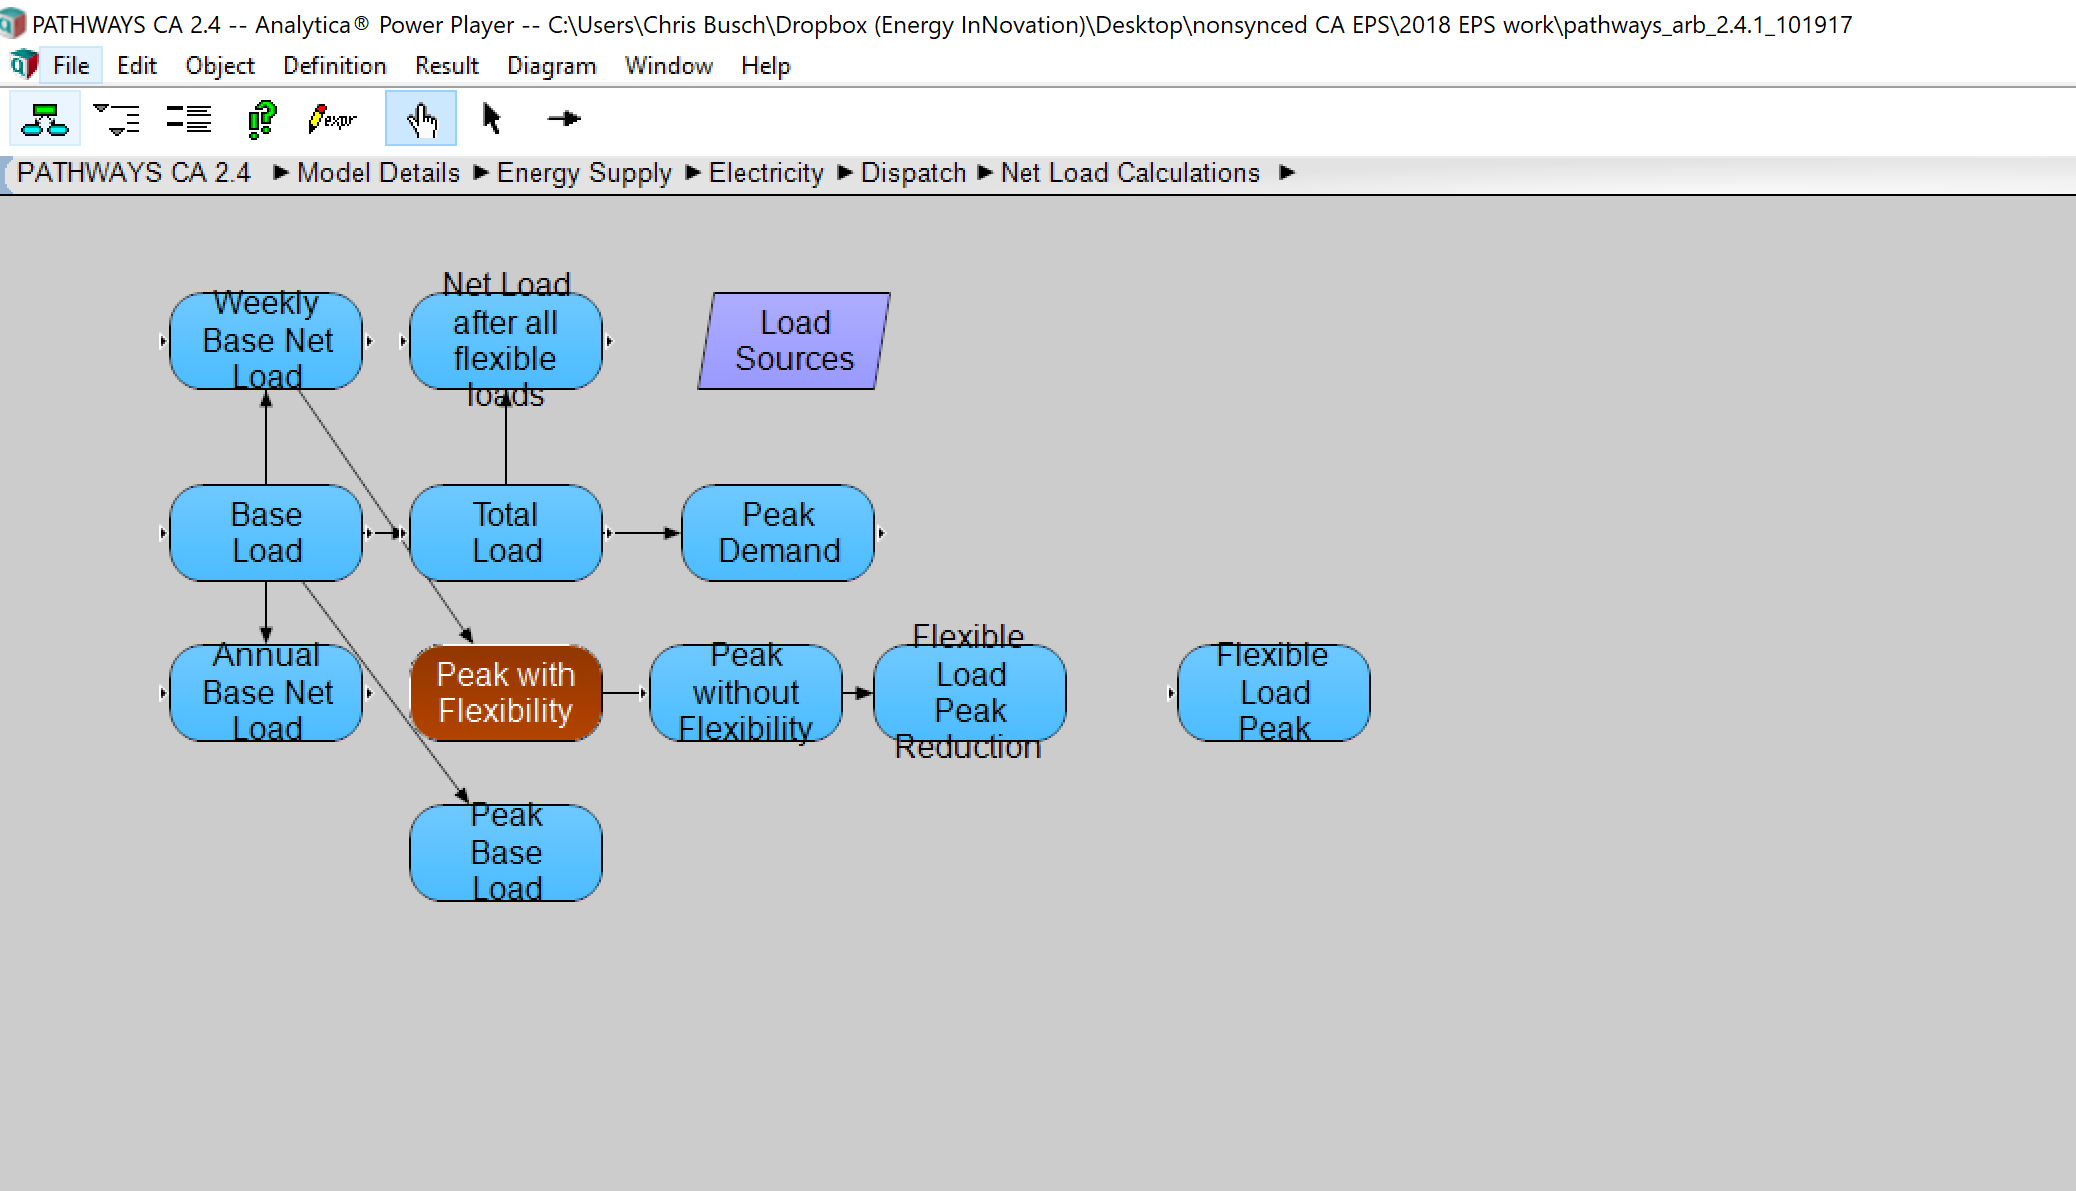 PATHWAYS CA 2.4 -- Analytica® Power Player -- C:\Users\Chris Busch\Dropbox (Energy InNovation)\Desktop\nonsynced CA EPS\2018 EPS work\pathways_arb_2.4.1_101917
File Edit Object Definition Result Diagram Window Help
expr
PATHWAYS CA 2.4 Model Details Energy Supply Electricity Dispatch Net Load Calculations
Weekly
Base Net
Load
Net Load
after all
flexible
loads
Load
Sources
Base
Load
Total
Load
Peak
Demand
Annual
Base Net
Load
Peak with
Flexibility
Peak
without
Flexibility
Flexible
Load
Peak
Reduction
Flexible
Load
Peak
Peak
Base
Load